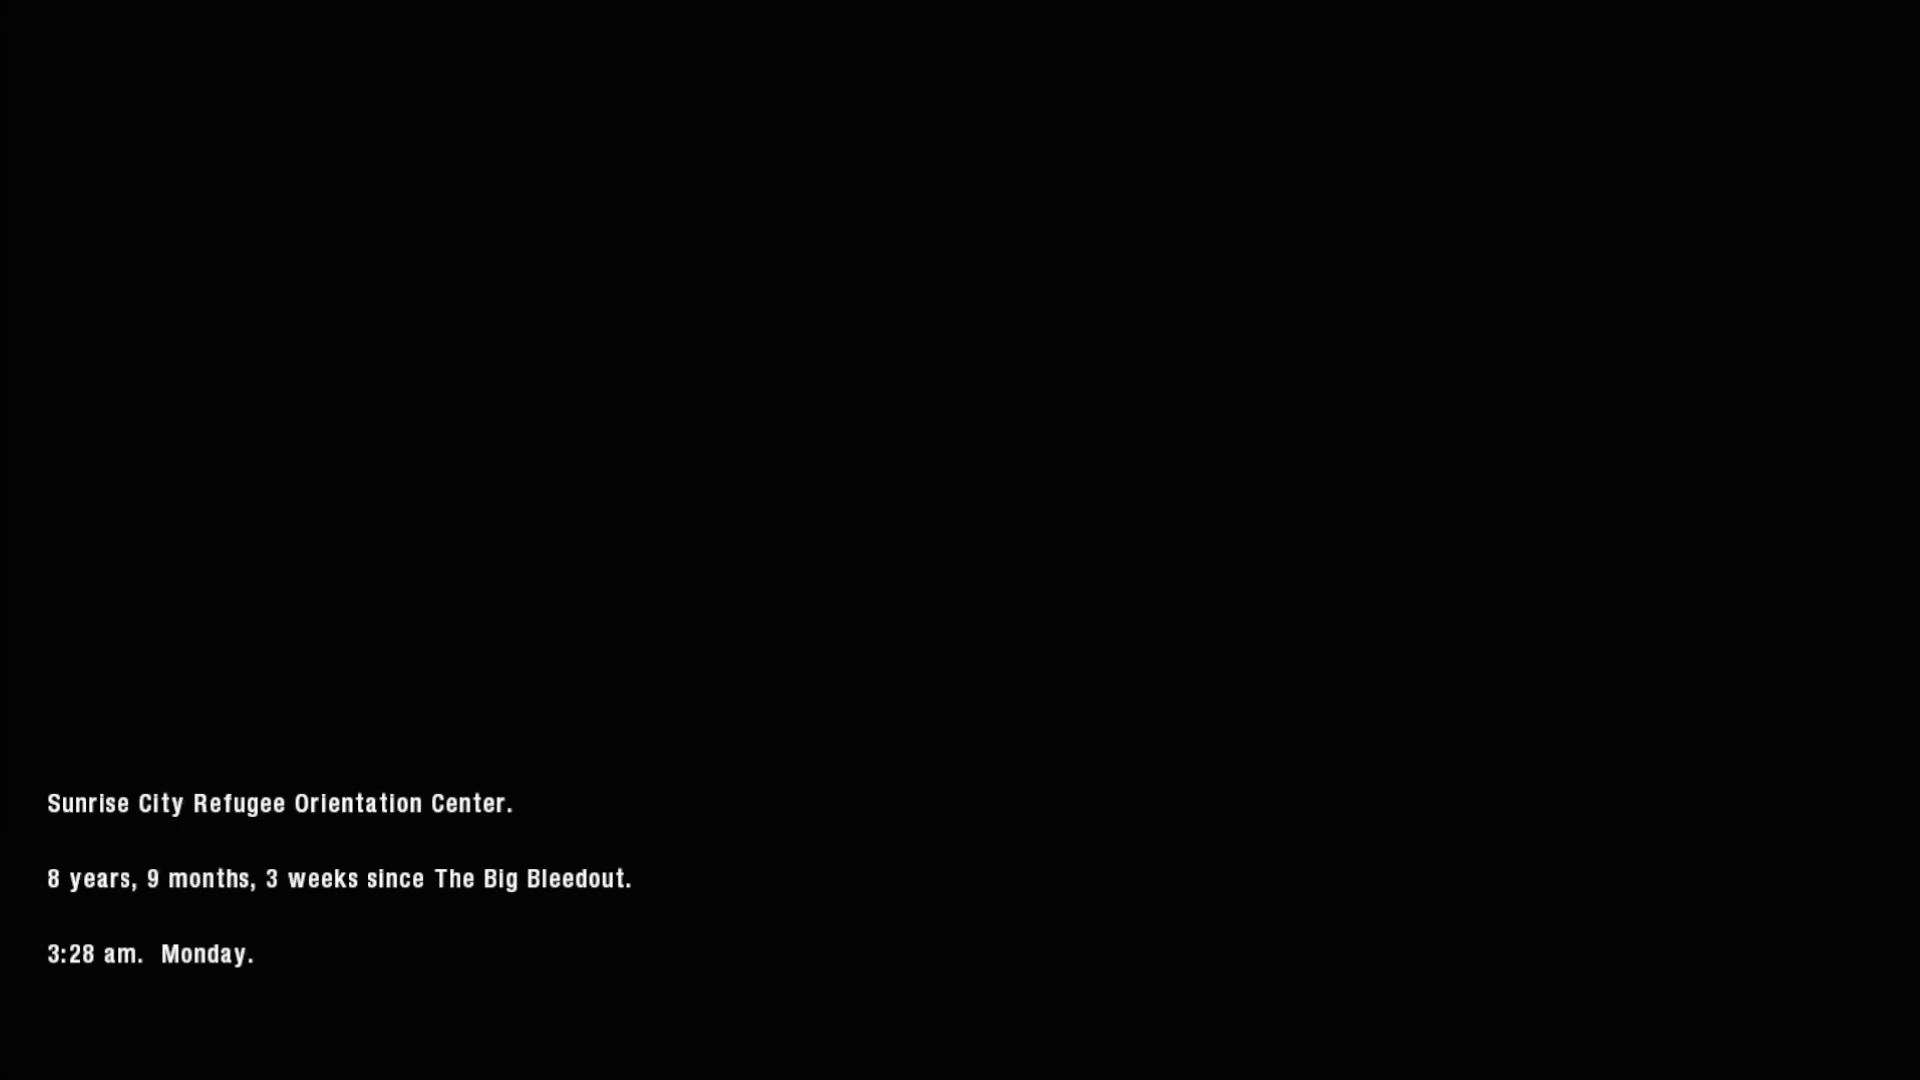 Sunrise City Refugee Orientation Center.
8 years, 9 months, 3 weeks since The Big Bleedout.
3:28 am.  Monday.